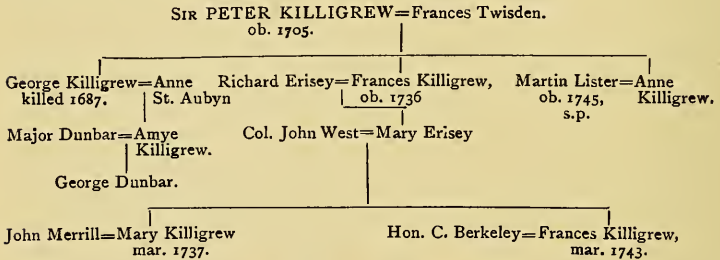 SIR PETER KILLIGREW=Frances Twisden.
ob. 1705.
George Killigrew=Anne Richard Erisey=Frances Killigrew, Martin Lister=Anne
killed 1687. St. Aubyn ob. 1736 ob. 1745, Killigrew.
s.p.
Major Dunbar=Amye Col. John West=Mary Erisey
Killigrew.
George Dunbar.
John Merrill=Mary Killigrew Hon. C. Berkeley=Frances Killigrew,
mar. 1737. mar. 1743.